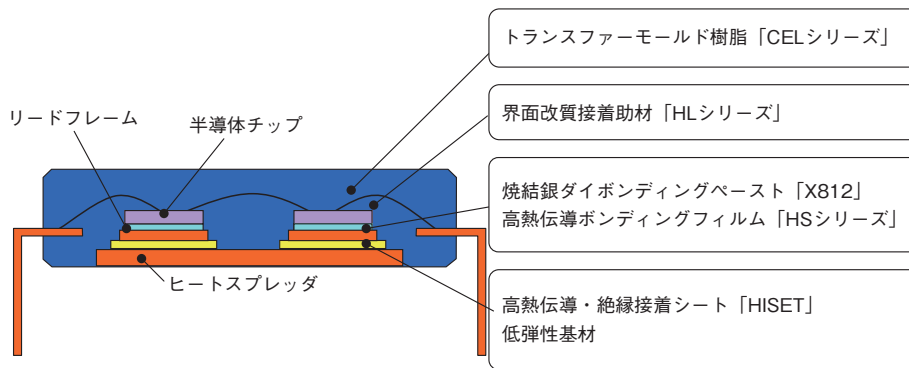 トランスファーモールド樹脂「CELシリーズ」
リードフレーム
半導体チップ
界面改質接着助材「HLシリーズ」
焼結銀ダイボンディングペースト「X812」
高熱伝導ボンディングフィルム「HSシリーズ」
ヒートスプレッダ
高熱伝導・絶縁接着シート「HISET」
低弾性基材